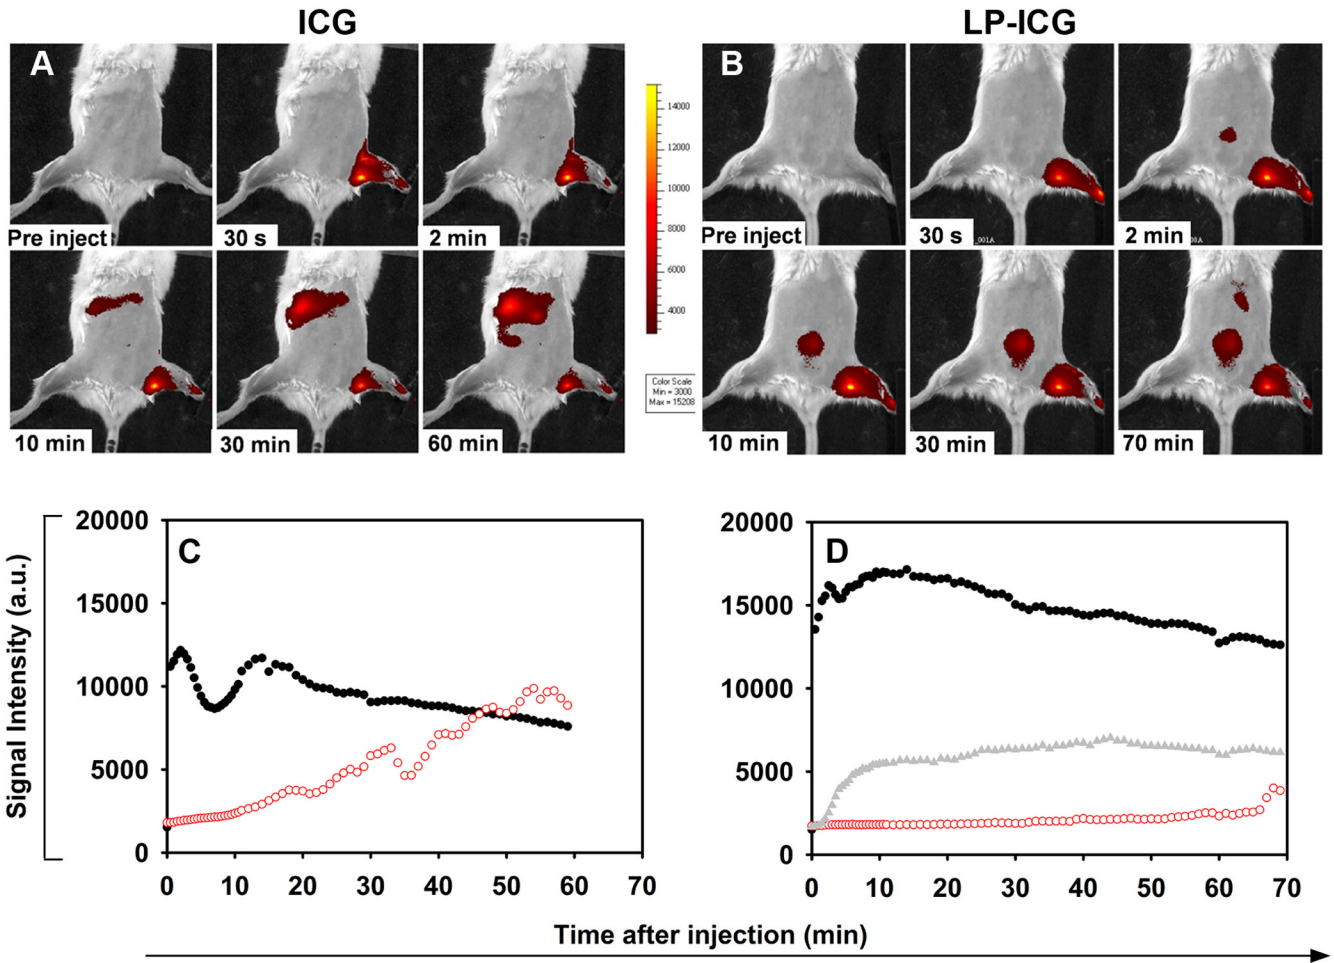 ICG
LP-ICG
A
B
Pre inject
30 s
2 min
10 min
30 min
60 min
14000
12000
10000
8000
6000
4000
Color Scale
Min = 3000
Max = 15208
Pre inject
30 s
_001A
2 min
10 min
30 min
70 min
Signal Intensity (a.u.)
C
20000
15000
10000
5000
0
0 10 20 30 40 50 60 70
D
20000
15000
10000
5000
0
0 10 20 30 40 50 60 70
Time after injection (min)